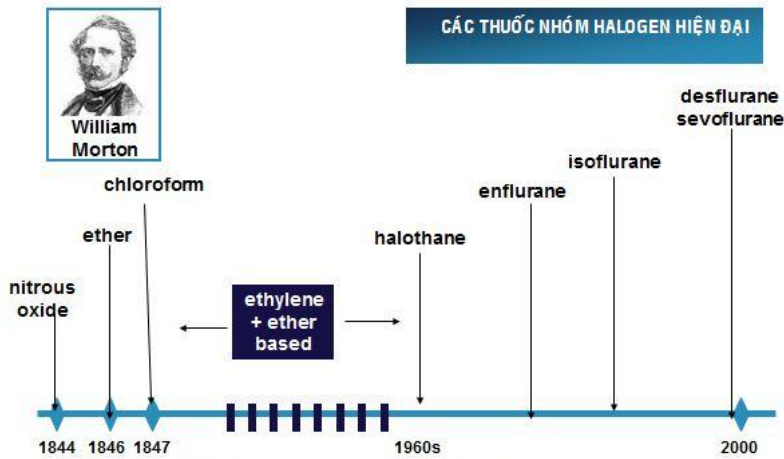 CÁC THUỐC NHÓM HALOGEN HIỆN ĐẠI
William
Morton
desflurane
sevoflurane
isoflurane
chloroform
enflurane
ether
halothane
nitrous
oxide
ethylene
+ ether
based
1844
1846
1847
1960s
2000